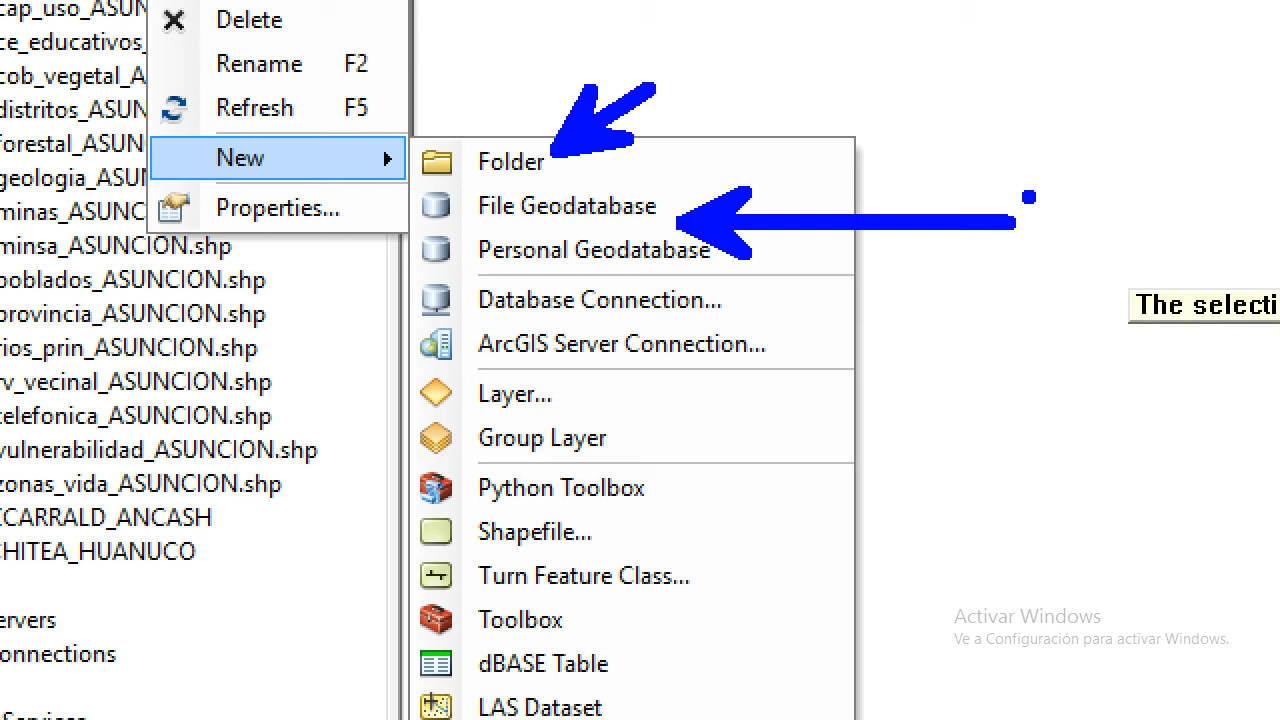 cap_uso_ASUN
ce_educativos_
cob_vegetal_A
distritos_ASUN
forestal_ASUN
geologia_ASUN
minas_ASUNC
minsa_ASUNCION.shp
poblados_ASUNCION.shp
provincia_ASUNCION.shp
rios_prin_ASUNCION.shp
rv_vecinal_ASUNCION.shp
telefonica_ASUNCION.shp
vulnerabilidad_ASUNCION.shp
zonas_vida_ASUNCION.shp
CARRALD_ANCASH
HITEA_HUANUCO
ervers
onnections
Delete
Rename F2
Refresh F5
New
Properties...
Folder
File Geodatabase
Personal Geodatabase
Database Connection...
ArcGIS Server Connection...
Layer...
Group Layer
Python Toolbox
Shapefile...
Turn Feature Class...
Toolbox
dBASE Table
LAS Dataset
The selecti
Activar Windows
Ve a Configuración para activar Windows.